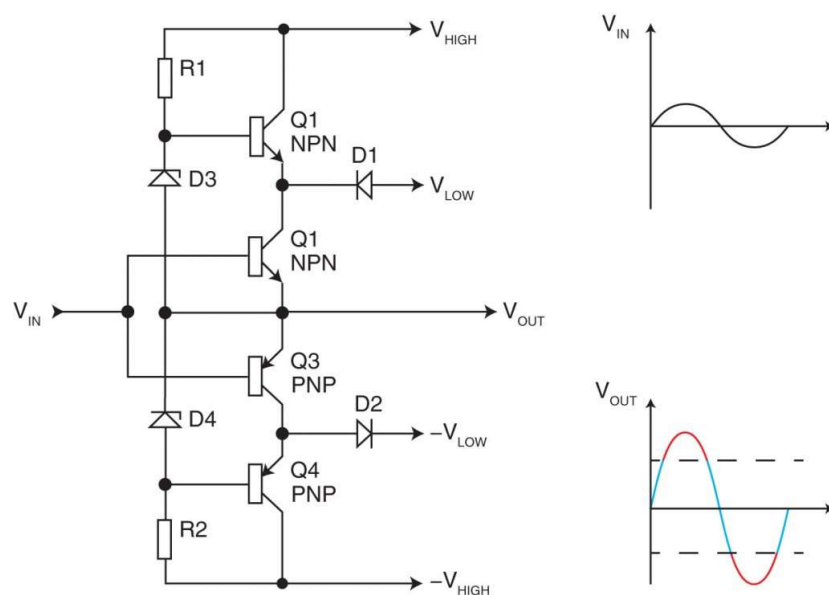 V_HIGH
R1
Q1
NPN
D1
D3
V_LOW
Q1
NPN
V_IN
V_OUT
Q3
PNP
D4
D2
–V_LOW
Q4
PNP
R2
–V_HIGH
V_IN
V_OUT